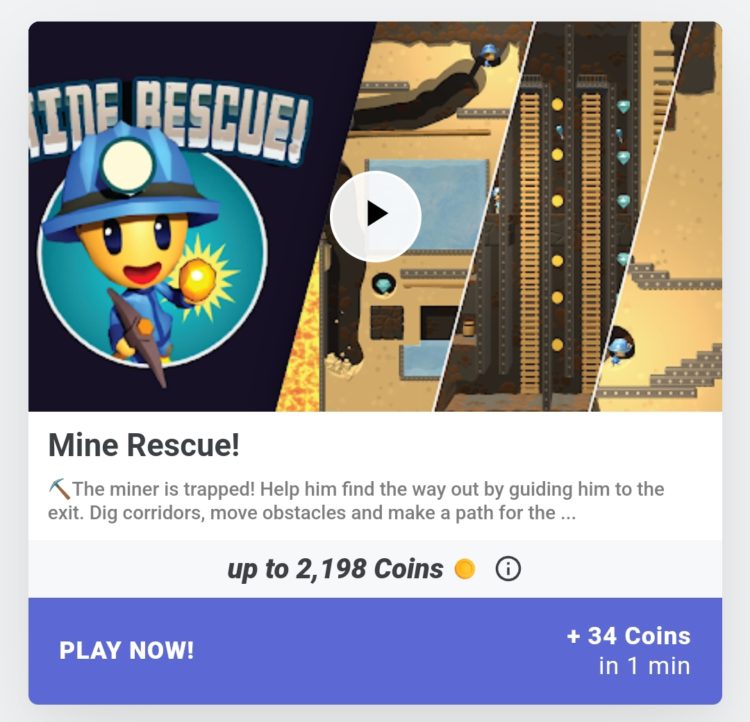 MINE RESCUE!
Mine Rescue!
⛏️The miner is trapped! Help him find the way out by guiding him to the
exit. Dig corridors, move obstacles and make a path for the ...
up to 2,198 Coins
PLAY NOW!
+ 34 Coins
in 1 min